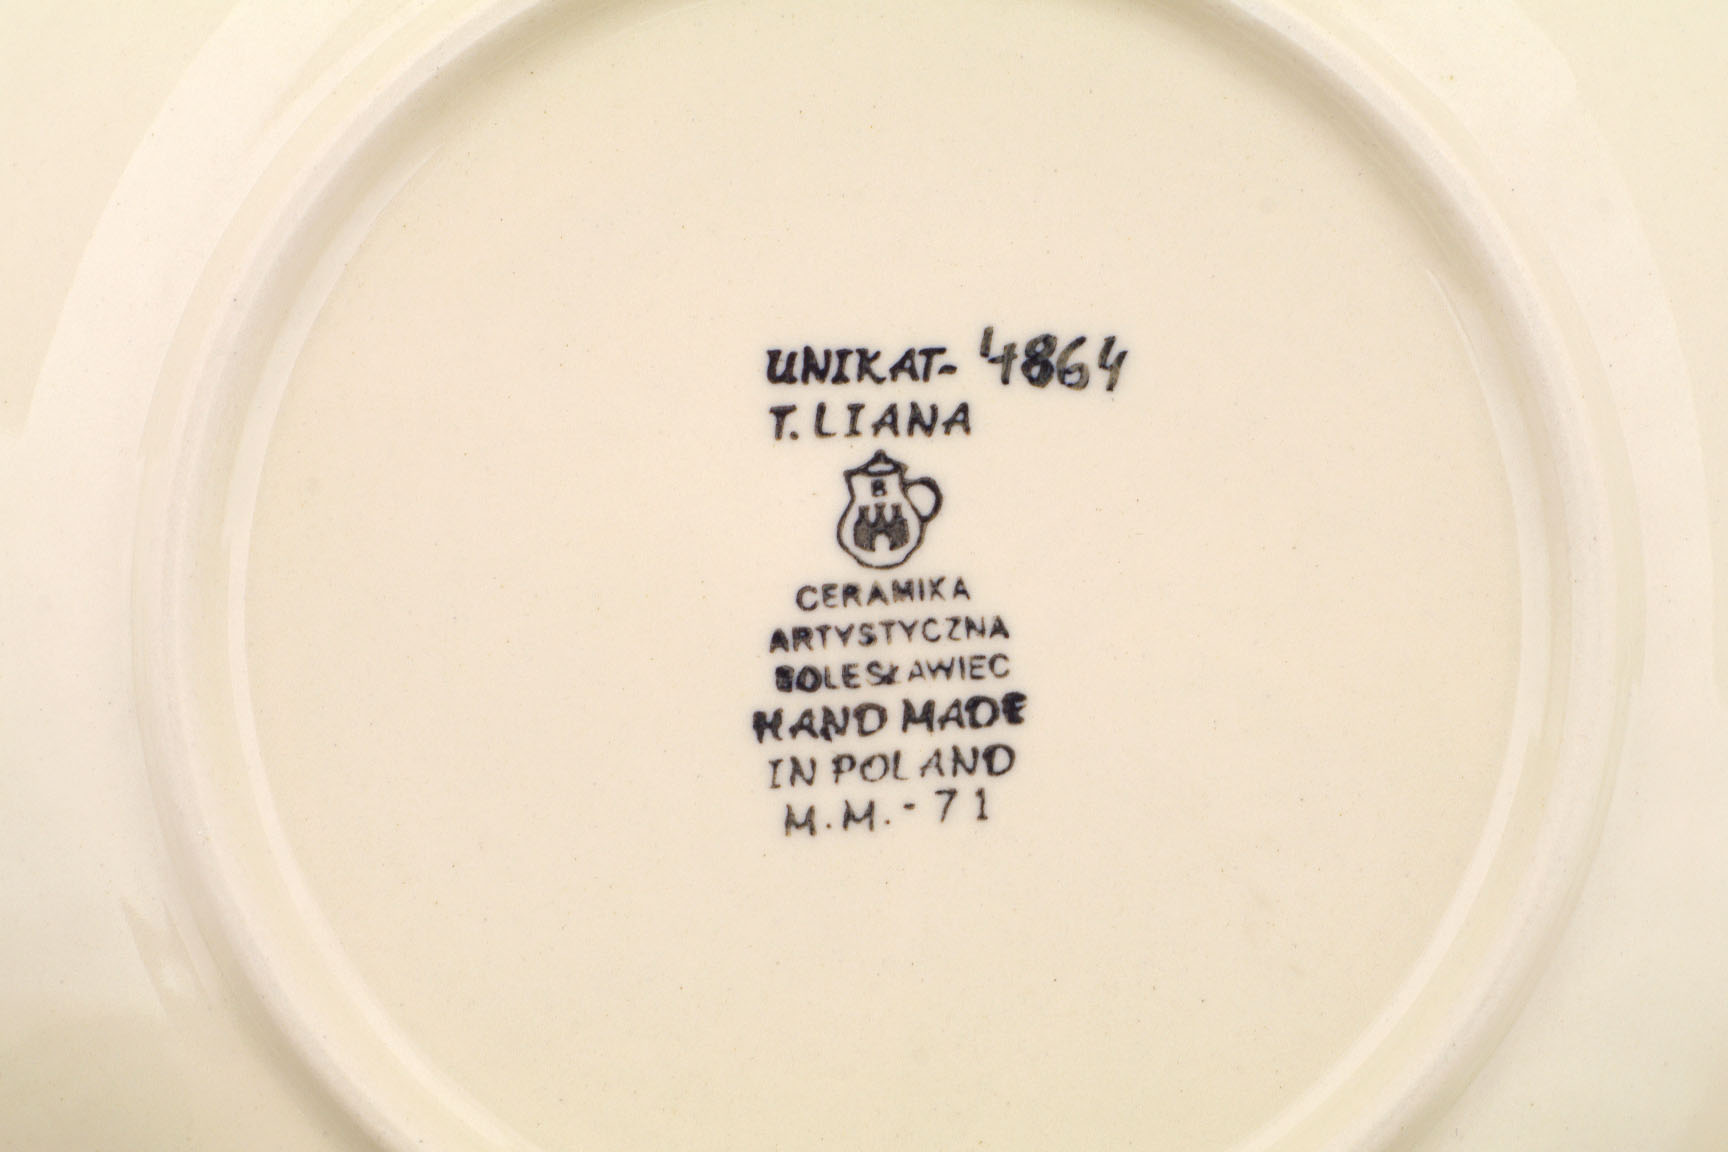 UNIKAT- 4864
T. LIANA
B
CERAMIKA
ARTYSTYCZNA
BOLESŁAWIEC
HAND MADE
IN POLAND
M.M.-71